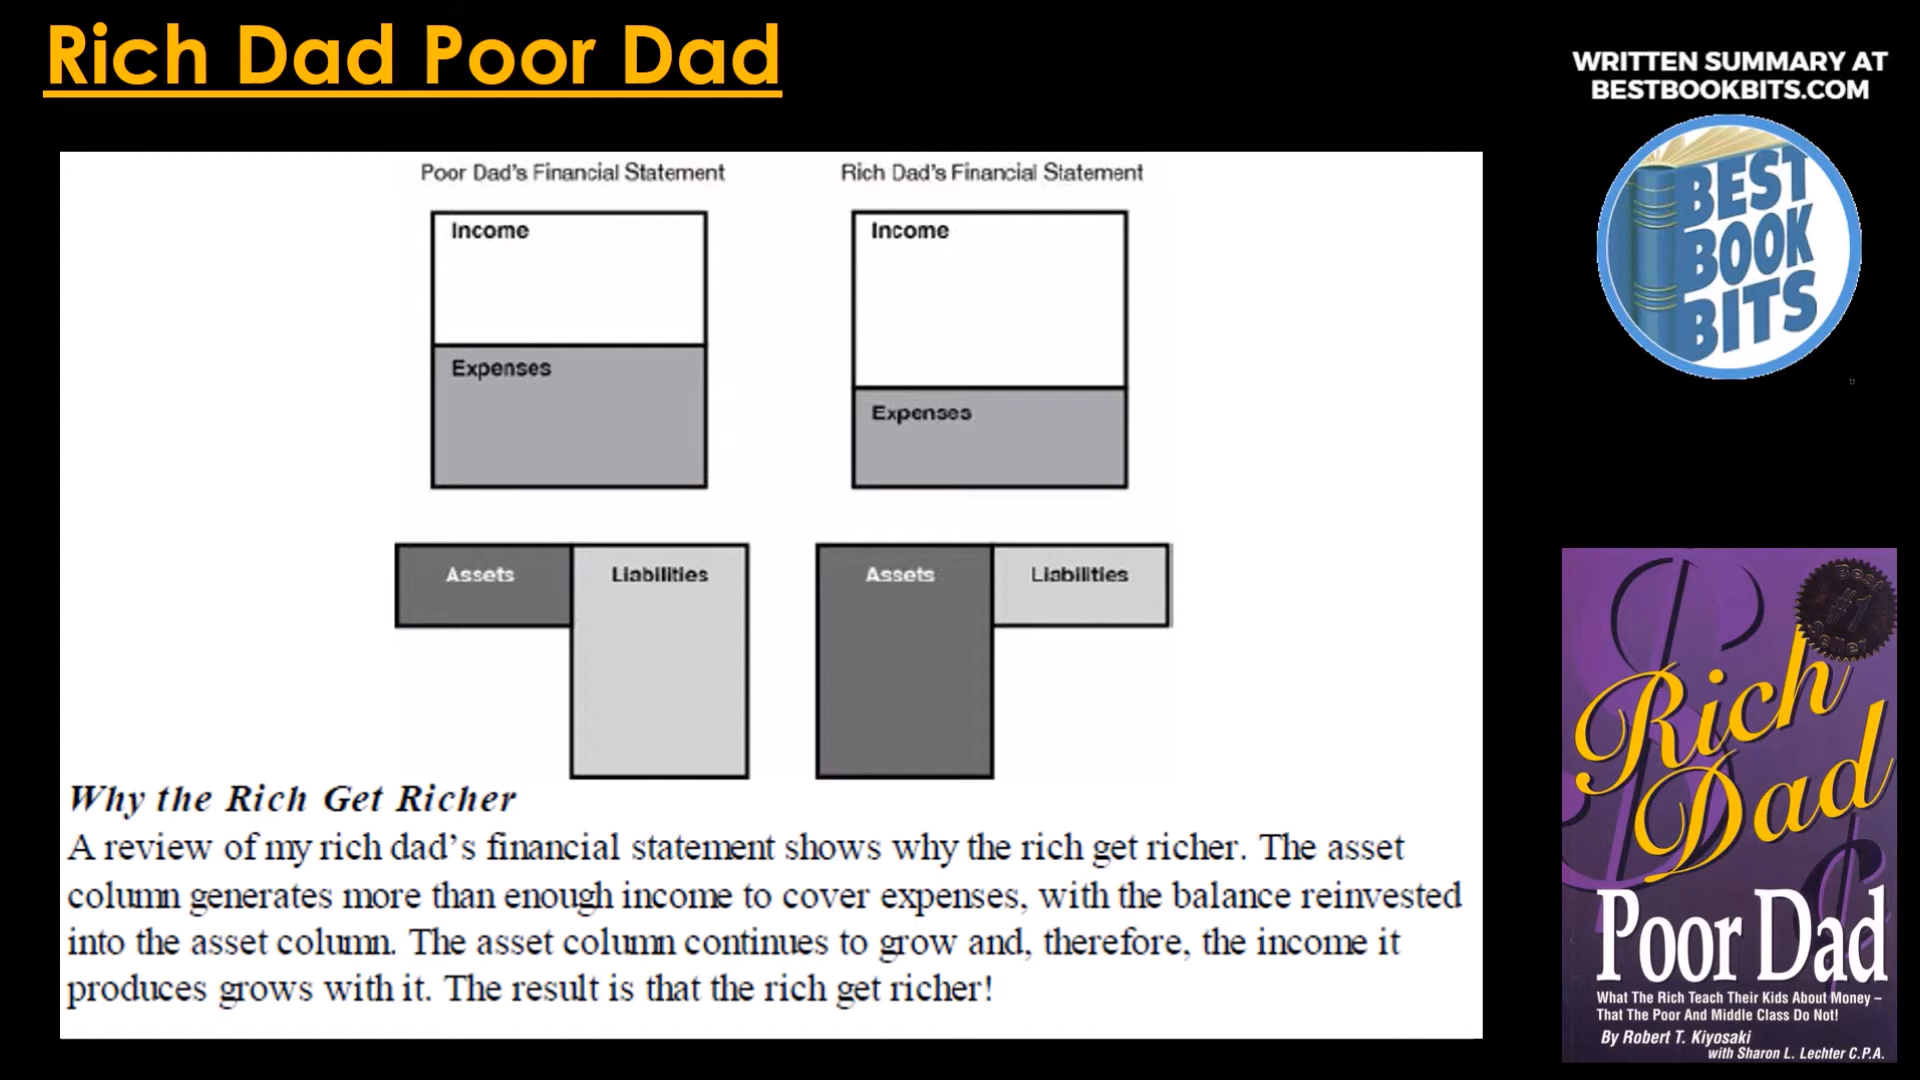 Rich Dad Poor Dad
WRITTEN SUMMARY AT
BESTBOOKBITS.COM
BEST
BOOK
BITS
Poor Dad's Financial Statement
Rich Dad's Financial Statement
Income
Income
Expenses
Expenses
Assets
Liabilities
Assets
Liabilities
Why the Rich Get Richer
A review of my rich dad's financial statement shows why the rich get richer. The asset
column generates more than enough income to cover expenses, with the balance reinvested
into the asset column. The asset column continues to grow and, therefore, the income it
produces grows with it. The result is that the rich get richer!
Best
#1
Seller
Rich
Dad
Poor Dad
What The Rich Teach Their Kids About Money –
That The Poor And Middle Class Do Not!
By Robert T. Kiyosaki
with Sharon L. Lechter C.P.A.